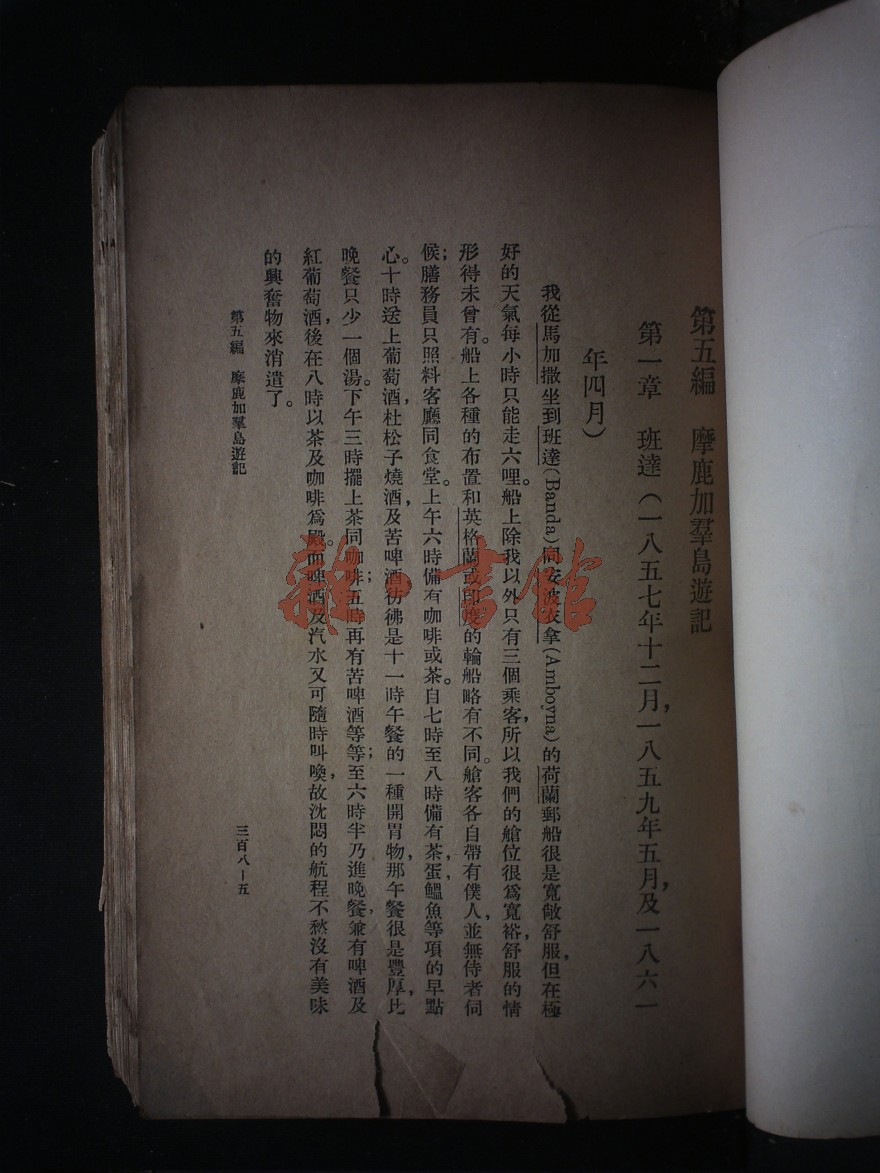 第五編　摩鹿加羣島遊記
第一章　班達（一八五七年十二月，一八五九年五月，及一八六一
年四月）
我從馬加撒坐到班達(Banda)同安波衣拿(Amboyna)的荷蘭郵船很是寬敞舒服，但在極
好的天氣每小時只能走六哩。船上除我以外只有三個乘客，所以我們的艙位很爲寬裕，舒服的情
形得未曾有。船上各種的布置和英格蘭或印度的輪船略有不同。艙客各自帶有僕人，並無侍者伺
候；膳務員只照料客廳同食堂。上午六時備有咖啡或茶。自七時至八時備有茶，蛋，鰮魚等項的早點
心。十時送上葡萄酒，杜松子燒酒，及苦啤酒彷彿是十一時午餐的一種開胃物，那午餐很是豐厚，比
晚餐只少一個湯。下午三時擺上茶同咖啡；五時再有苦啤酒等等；至六時半乃進晚餐，兼有啤酒及
紅葡萄酒，後在八時以茶及咖啡爲殿。而啤酒及汽水又可隨時叫喚，故沈悶的航程不愁沒有美味
的興奮物來消遣了。
第五編　摩鹿加羣島遊記
三百八十五
雜·書館